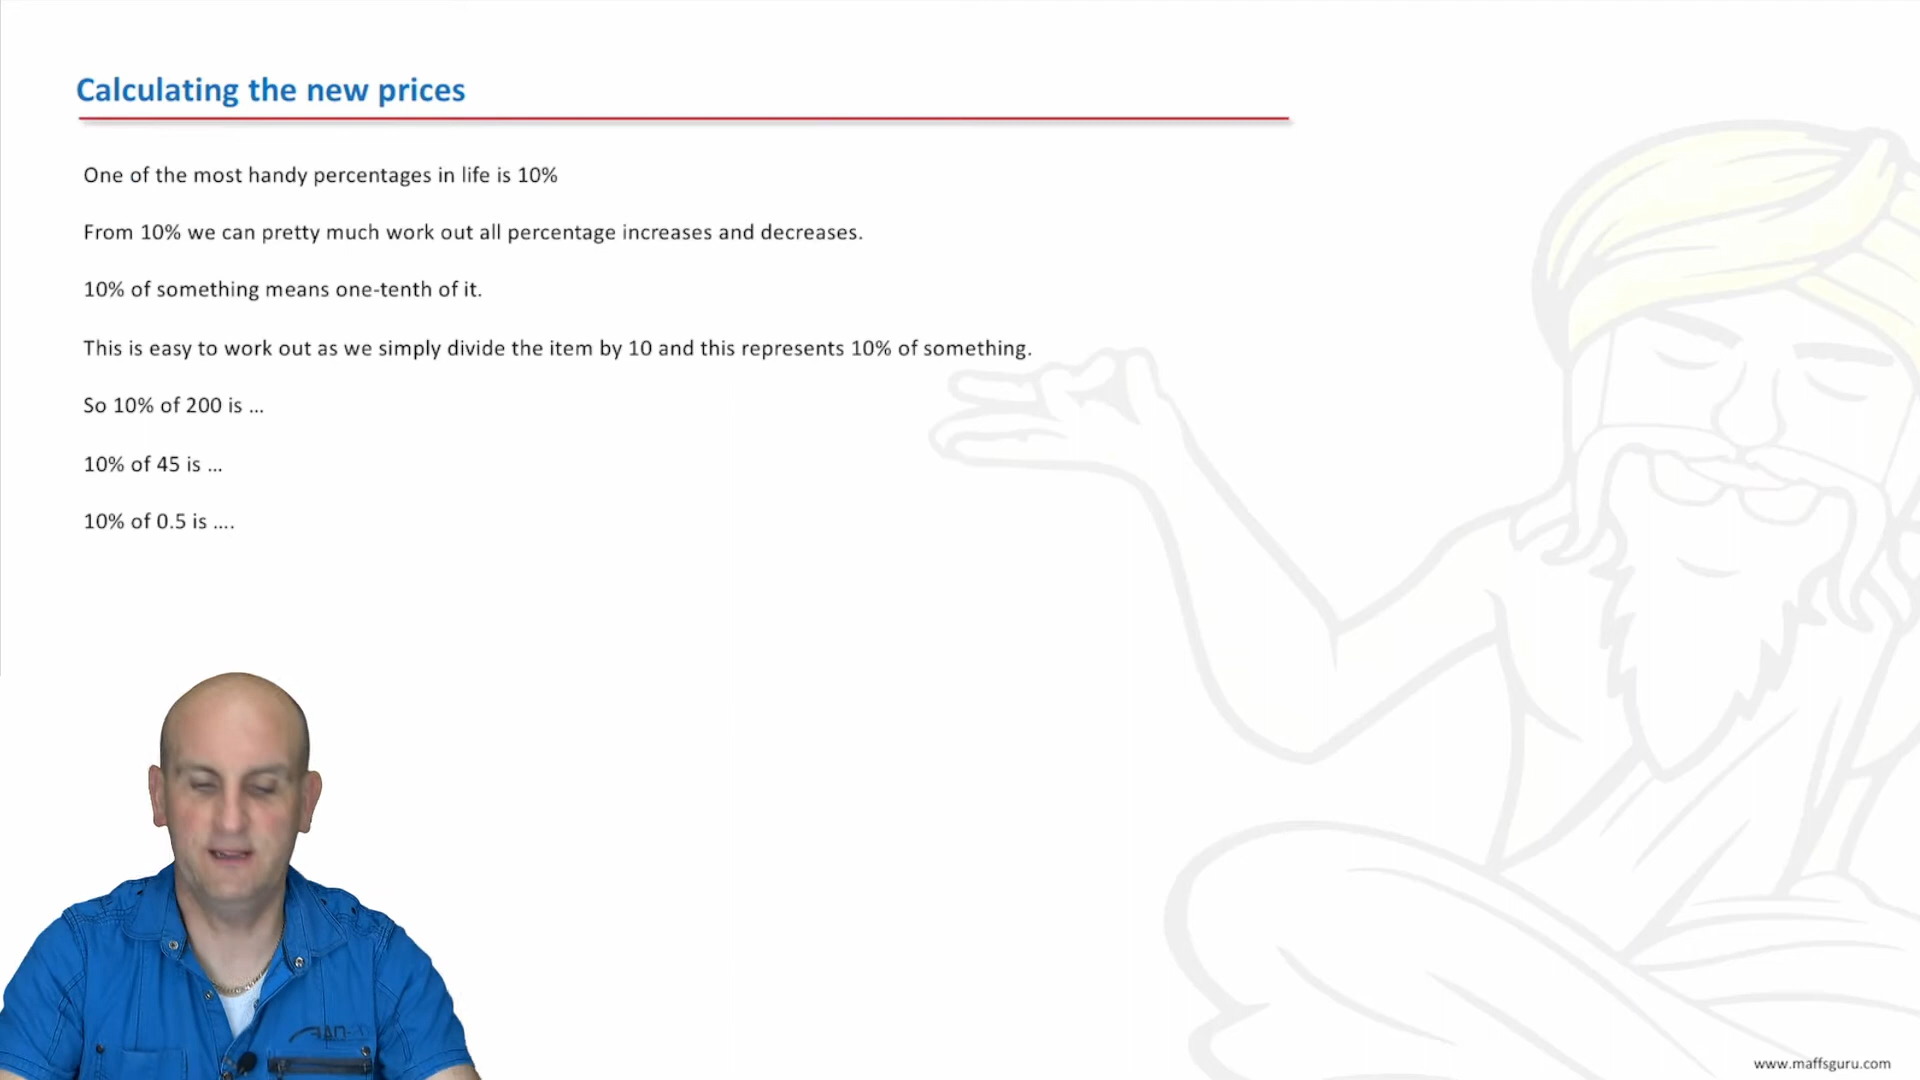 Calculating the new prices
One of the most handy percentages in life is 10%
From 10% we can pretty much work out all percentage increases and decreases.
10% of something means one-tenth of it.
This is easy to work out as we simply divide the item by 10 and this represents 10% of something.
So 10% of 200 is ...
10% of 45 is ...
10% of 0.5 is ....
www.maffsguru.com